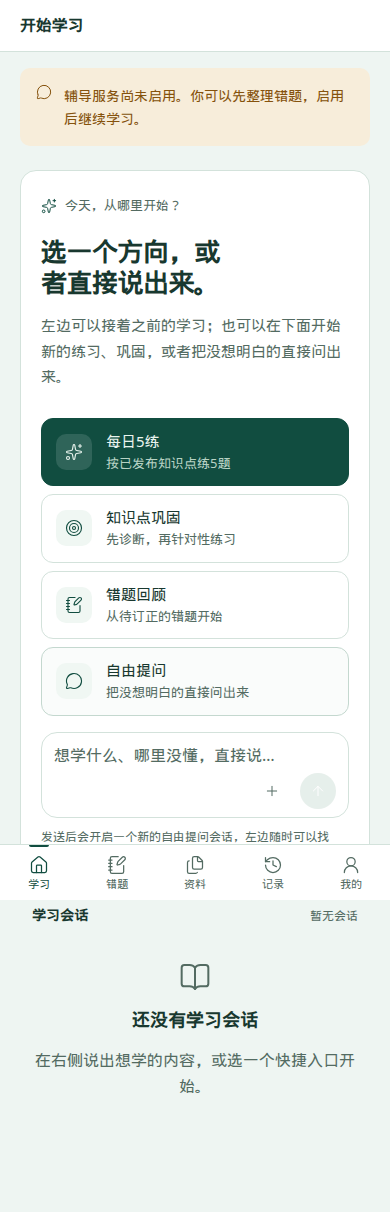 开始学习
辅导服务尚未启用。你可以先整理错题，启用
后继续学习。
今天，从哪里开始？
选一个方向，或
者直接说出来。
左边可以接着之前的学习；也可以在下面开始
新的练习、巩固，或者把没想明白的直接问出
来。
每日5练
按已发布知识点练5题
知识点巩固
先诊断，再针对性练习
错题回顾
从待订正的错题开始
自由提问
把没想明白的直接问出来
想学什么、哪里没懂，直接说...
发送后会开启一个新的自由提问会话，左边随时可以找
学习
错题
资料
记录
我的
学习会话
暂无会话
还没有学习会话
在右侧说出想学的内容，或选一个快捷入口开
始。